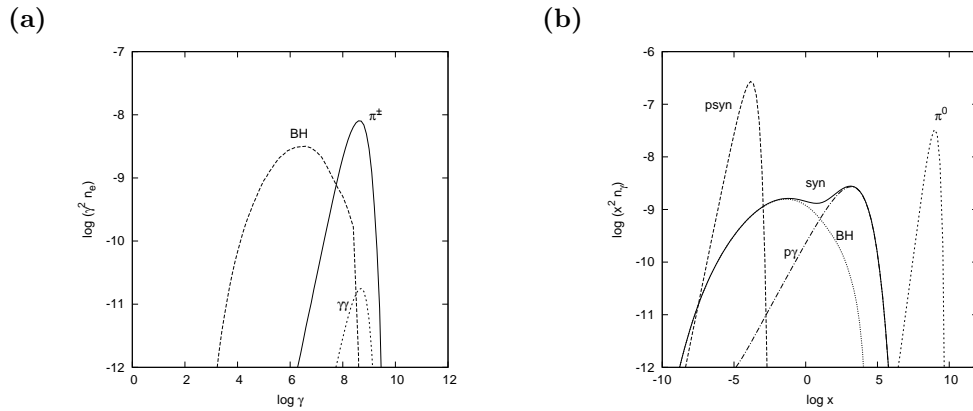 (a)
-7
-8
-9
-10
-11
-12
0
2
4
6
8
10
12
log (γ² nₑ)
log γ
BH
π±
γγ
(b)
-6
-7
-8
-9
-10
-11
-12
-10
-5
0
5
10
log (x² nᵧ)
log x
psyn
π⁰
syn
BH
pγ